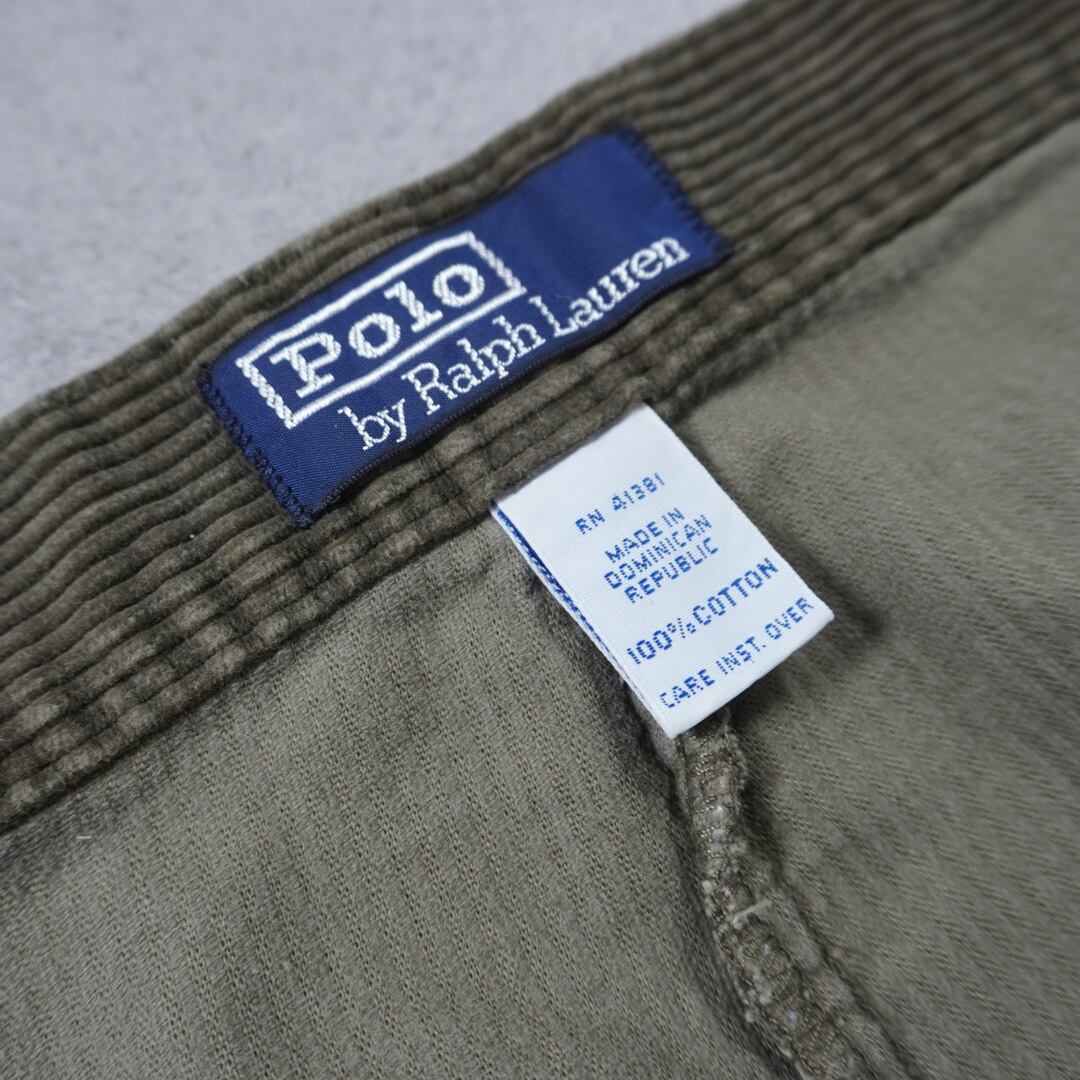 Polo
by Ralph Lauren
RN 41381
MADE IN
DOMINICAN
REPUBLIC
100% COTTON
CARE INST. OVER